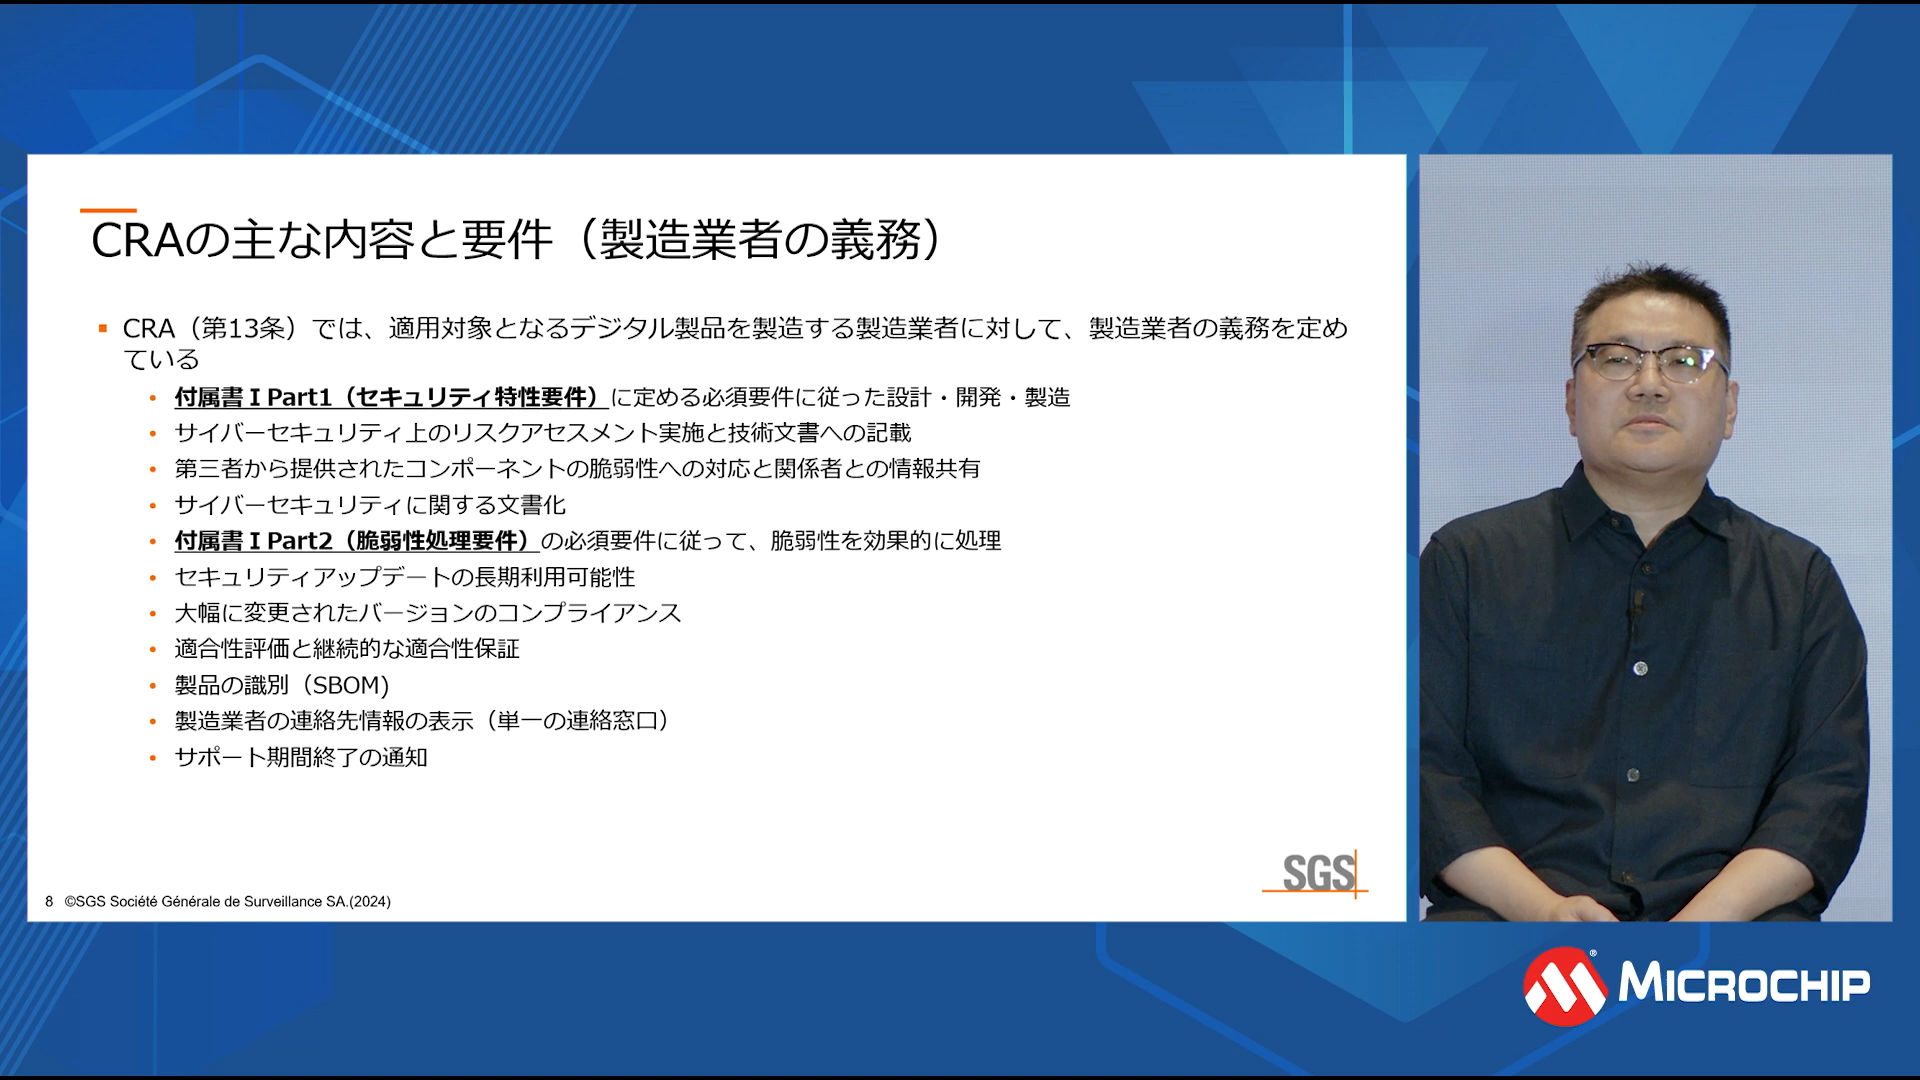 CRAの主な内容と要件（製造業者の義務）
CRA（第13条）では、適用対象となるデジタル製品を製造する製造業者に対して、製造業者の義務を定め
ている
付属書 I Part1（セキュリティ特性要件）に定める必須要件に従った設計・開発・製造
サイバーセキュリティ上のリスクアセスメント実施と技術文書への記載
第三者から提供されたコンポーネントの脆弱性への対応と関係者との情報共有
サイバーセキュリティに関する文書化
付属書 I Part2（脆弱性処理要件）の必須要件に従って、脆弱性を効果的に処理
セキュリティアップデートの長期利用可能性
大幅に変更されたバージョンのコンプライアンス
適合性評価と継続的な適合性保証
製品の識別（SBOM)
製造業者の連絡先情報の表示（単一の連絡窓口）
サポート期間終了の通知
SGS
8 ©SGS Société Générale de Surveillance SA.(2024)
® MICROCHIP